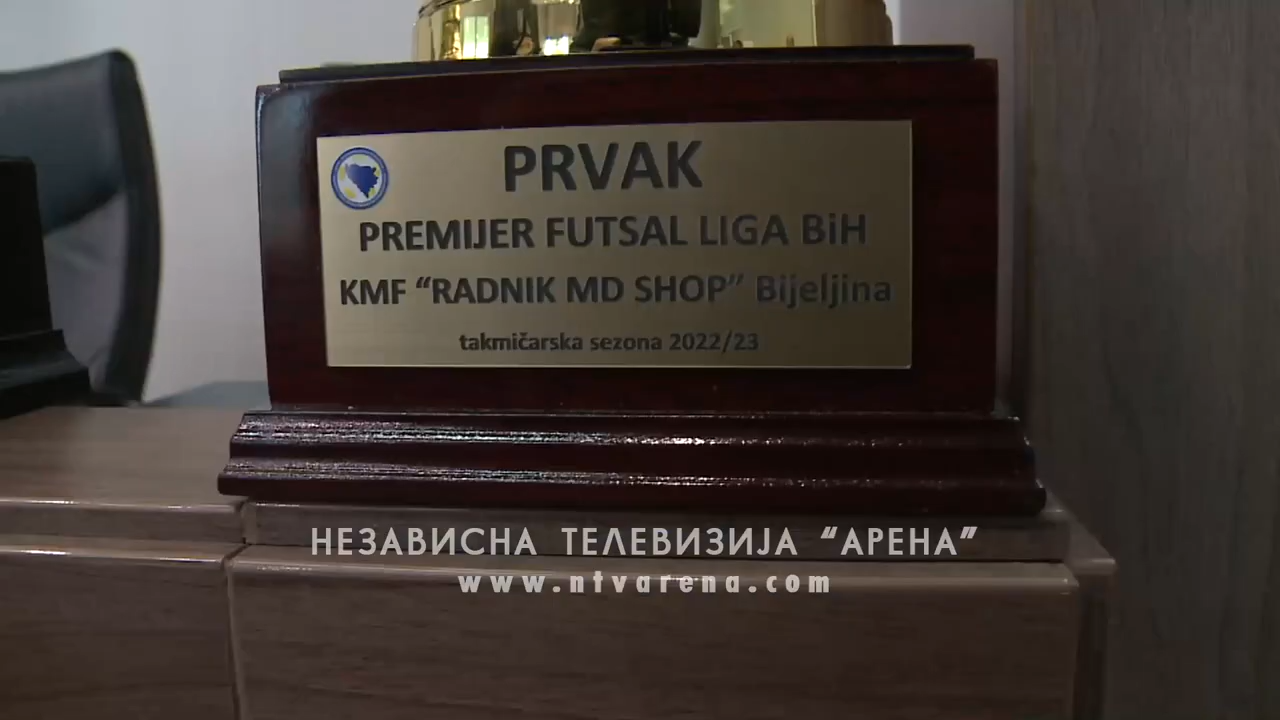 PRVAK
PREMIJER FUTSAL LIGA BiH
KMF “RADNIK MD SHOP” Bijeljina
takmičarska sezona 2022/23
НЕЗАВИСНА ТЕЛЕВИЗИЈА “АРЕНА”
www.ntvarena.com